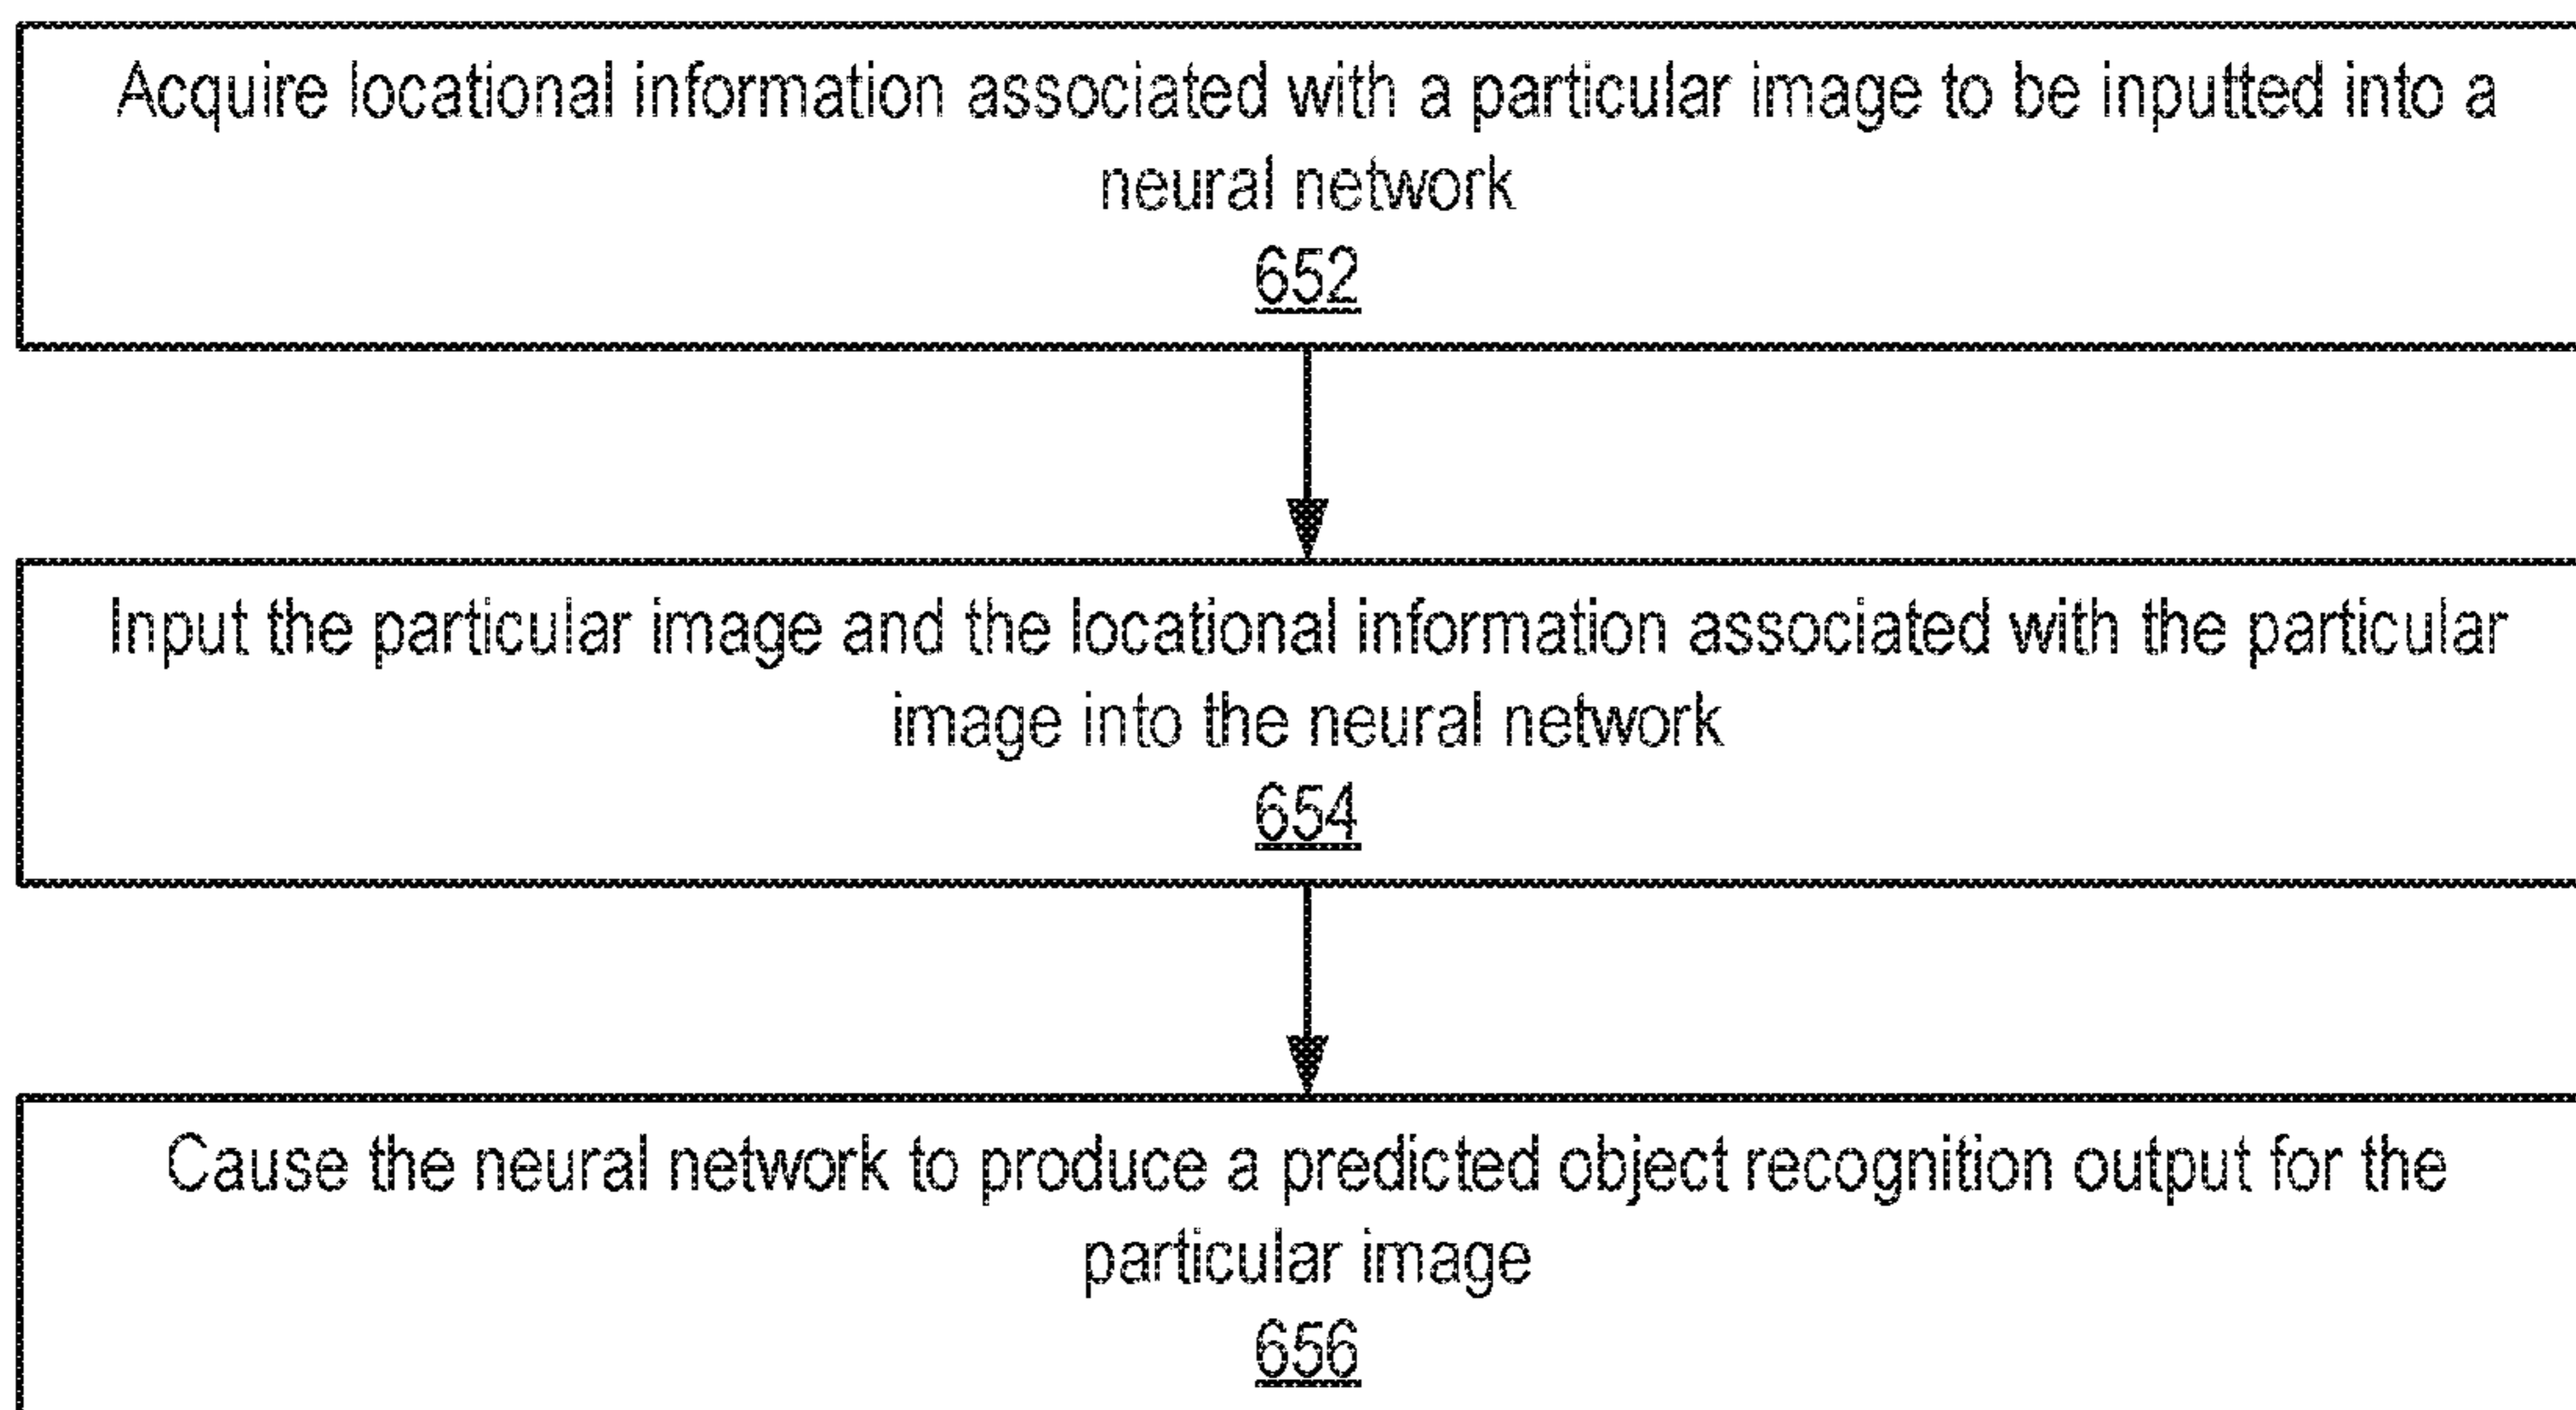 Acquire locational information associated with a particular image to be inputted into a
neural network
652
Input the particular image and the locational information associated with the particular
image into the neural network
654
Cause the neural network to produce a predicted object recognition output for the
particular image
656